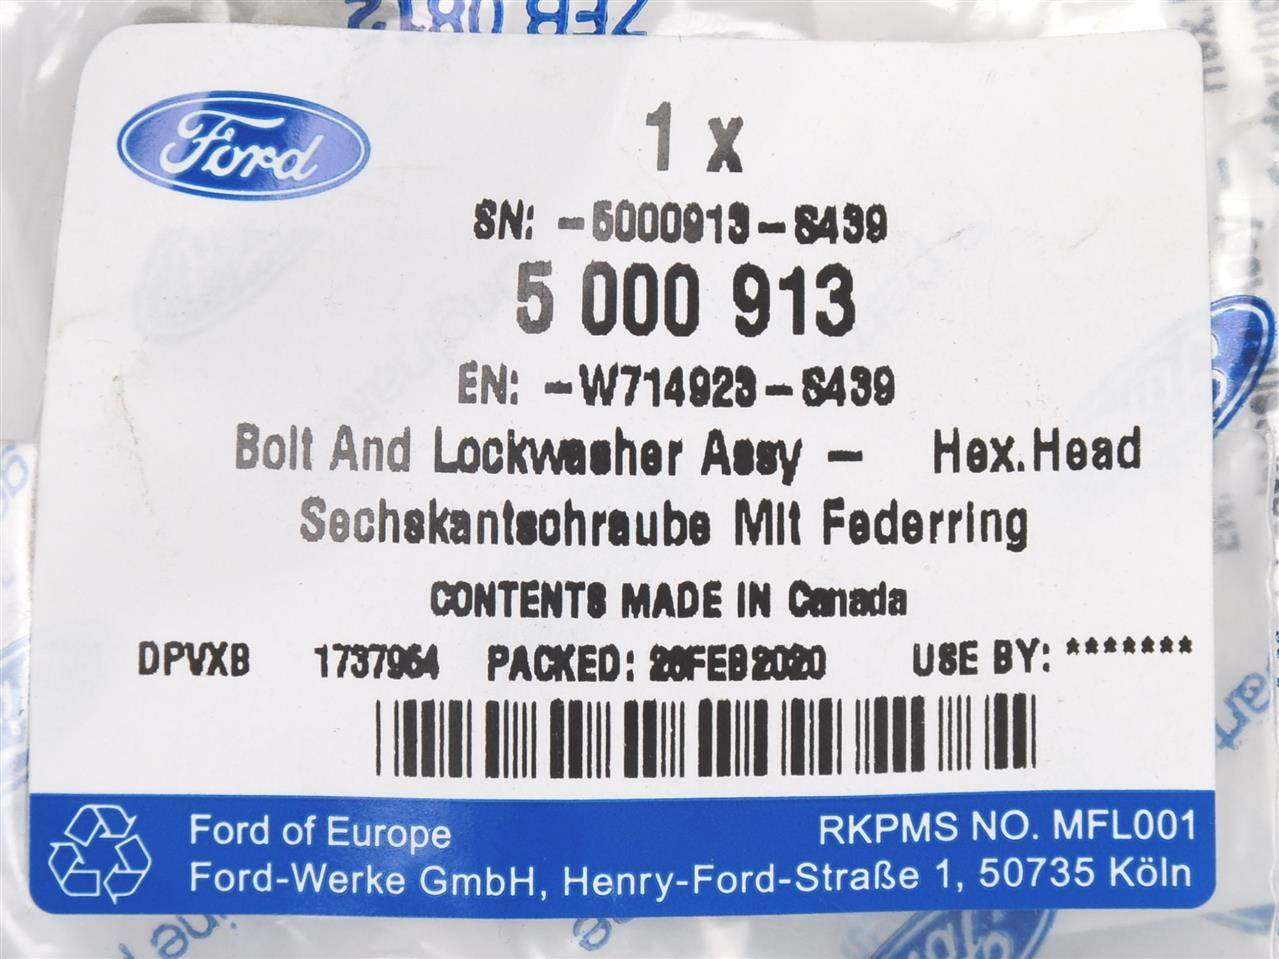 ZEB 0812
Ford
1 x
SN: -5000913-S439
5 000 913
EN: -W714923-S439
Bolt And Lockwasher Assy - Hex.Head
Sechskantschraube Mit Federring
CONTENTS MADE IN Canada
DPVXB 1737964 PACKED: 26FEB2020 USE BY: *******
Ford of Europe RKPMS NO. MFL001
Ford-Werke GmbH, Henry-Ford-Straße 1, 50735 Köln